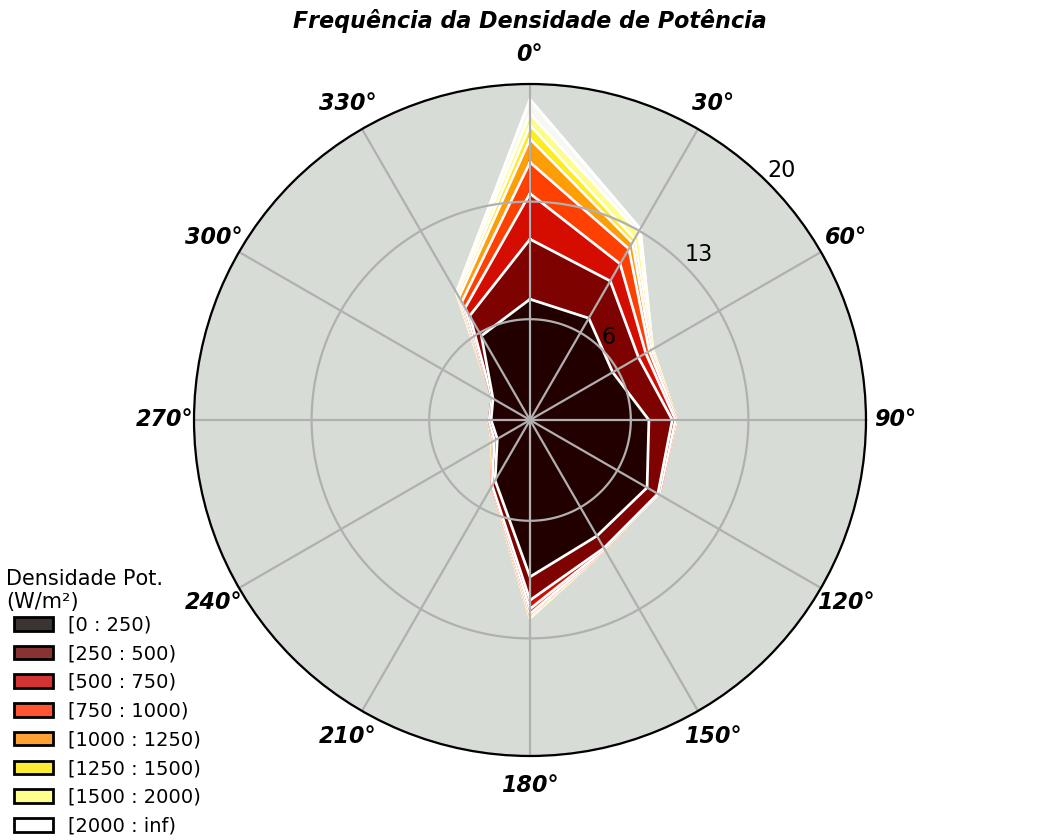 Frequência da Densidade de Potência
0°
330°
30°
20
300°
60°
13
6
270°
90°
240°
120°
210°
150°
180°
Densidade Pot.
(W/m²)
[0 : 250)
[250 : 500)
[500 : 750)
[750 : 1000)
[1000 : 1250)
[1250 : 1500)
[1500 : 2000)
[2000 : inf)